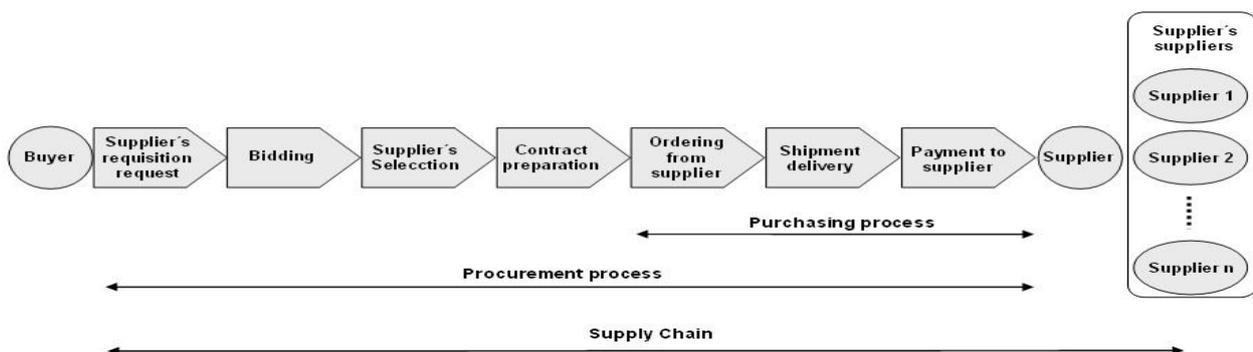 Supplier´s
suppliers
Supplier 1
Buyer
Supplier´s
requisition
request
Bidding
Supplier´s
Selecction
Contract
preparation
Ordering
from
supplier
Shipment
delivery
Payment to
supplier
Supplier
Supplier 2
Purchasing process
Supplier n
Procurement process
Supply Chain